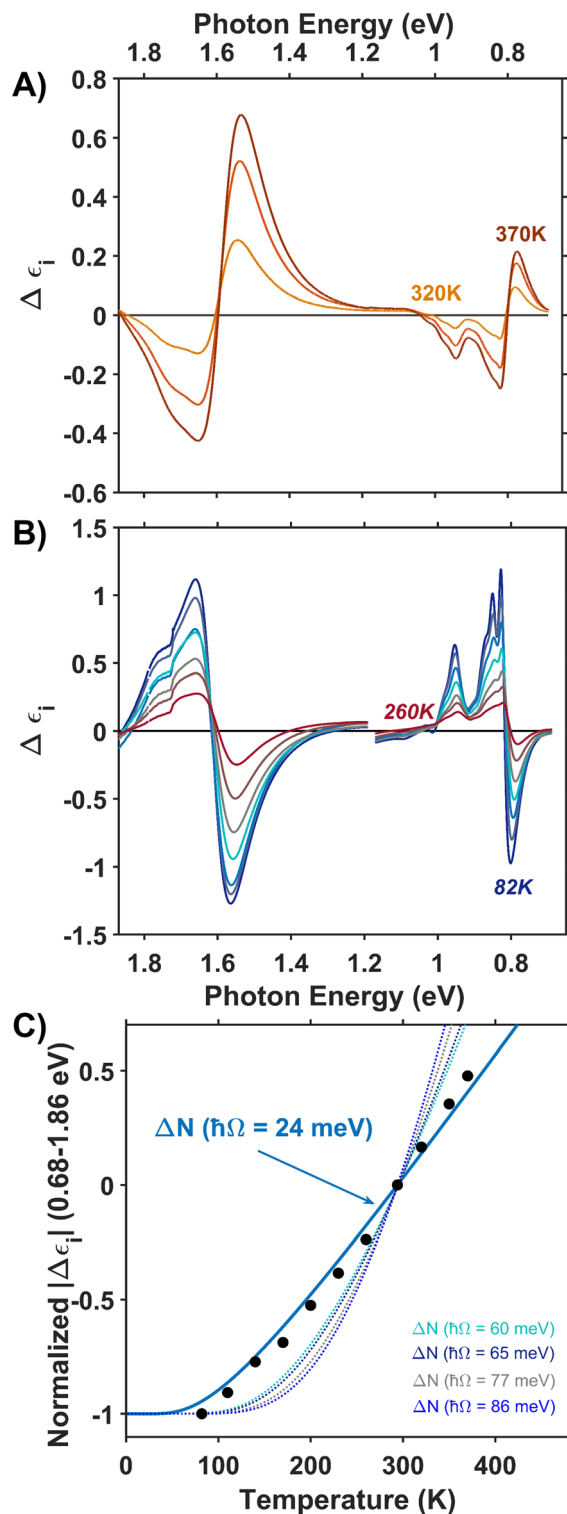 Photon Energy (eV)
1.8 1.6 1.4 1.2 1 0.8
A)
0.8
0.6
0.4
0.2
0
-0.2
-0.4
-0.6
Δ ϵi
370K
320K
B)
1.5
1
0.5
0
-0.5
-1
-1.5
Δ ϵi
260K
82K
1.8 1.6 1.4 1.2 1 0.8
Photon Energy (eV)
C)
Normalized |Δϵi| (0.68-1.86 eV)
0.5
0
-0.5
-1
ΔN (ħΩ = 24 meV)
ΔN (ħΩ = 60 meV)
ΔN (ħΩ = 65 meV)
ΔN (ħΩ = 77 meV)
ΔN (ħΩ = 86 meV)
0 100 200 300 400
Temperature (K)